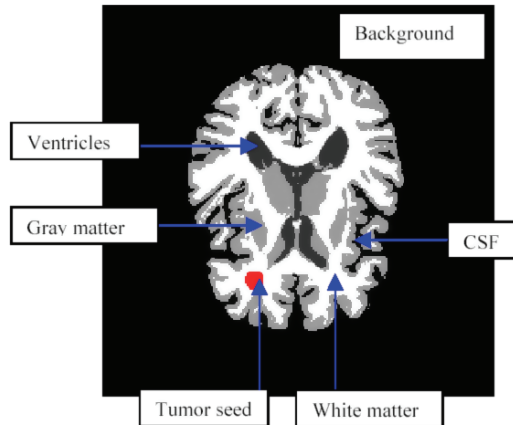 Background
Ventricles
Gray matter
CSF
Tumor seed
White matter